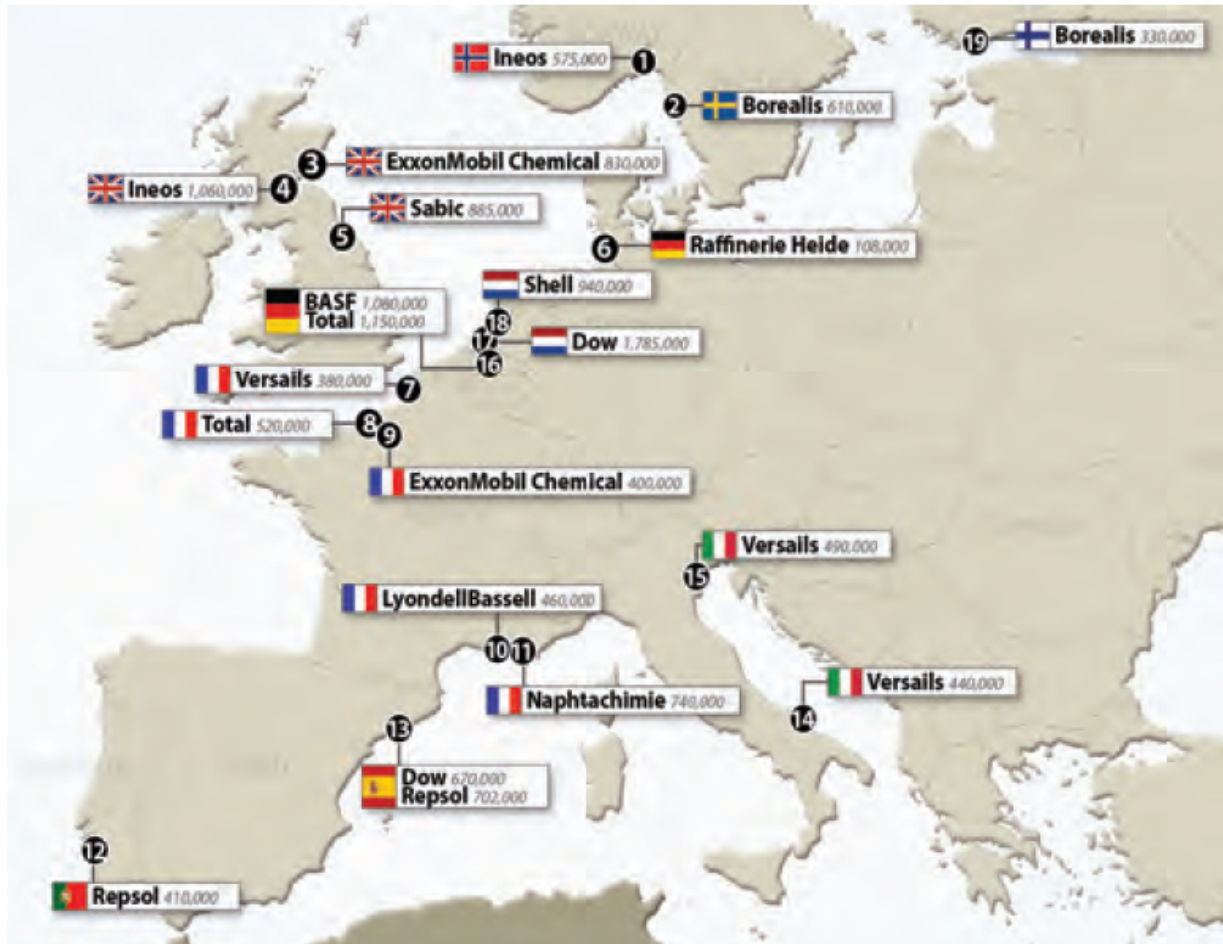 19 Borealis 330,000
Ineos 575,000 1
2 Borealis 610,000
3 ExxonMobil Chemical 830,000
Ineos 1,060,000 4
Sabic 885,000
5
6 Raffinerie Heide 108,000
Shell 940,000
BASF 1,080,000
Total 1,150,000
18
17 Dow 1,785,000
16
Versails 380,000 7
Total 520,000 8
9
ExxonMobil Chemical 400,000
Versails 490,000
15
LyondellBassell 460,000
10 11
Versails 440,000
Naphtachimie 740,000
14
13
Dow 670,000
Repsol 702,000
12
Repsol 410,000